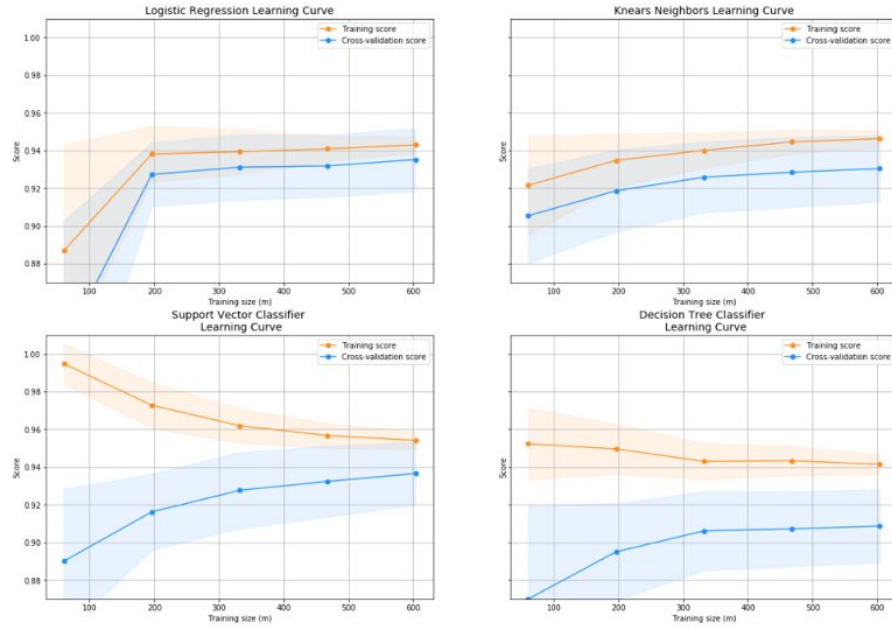 Logistic Regression Learning Curve
Training score
Cross-validation score
1.00
0.98
0.96
0.94
0.92
0.90
0.88
Score
100 200 300 400 500 600
Training size (m)
Knears Neighbors Learning Curve
Training score
Cross-validation score
Score
100 200 300 400 500 600
Training size (m)
Support Vector Classifier
Learning Curve
Training score
Cross-validation score
1.00
0.98
0.96
0.94
0.92
0.90
0.88
Score
100 200 300 400 500 600
Training size (m)
Decision Tree Classifier
Learning Curve
Training score
Cross-validation score
Score
100 200 300 400 500 600
Training size (m)